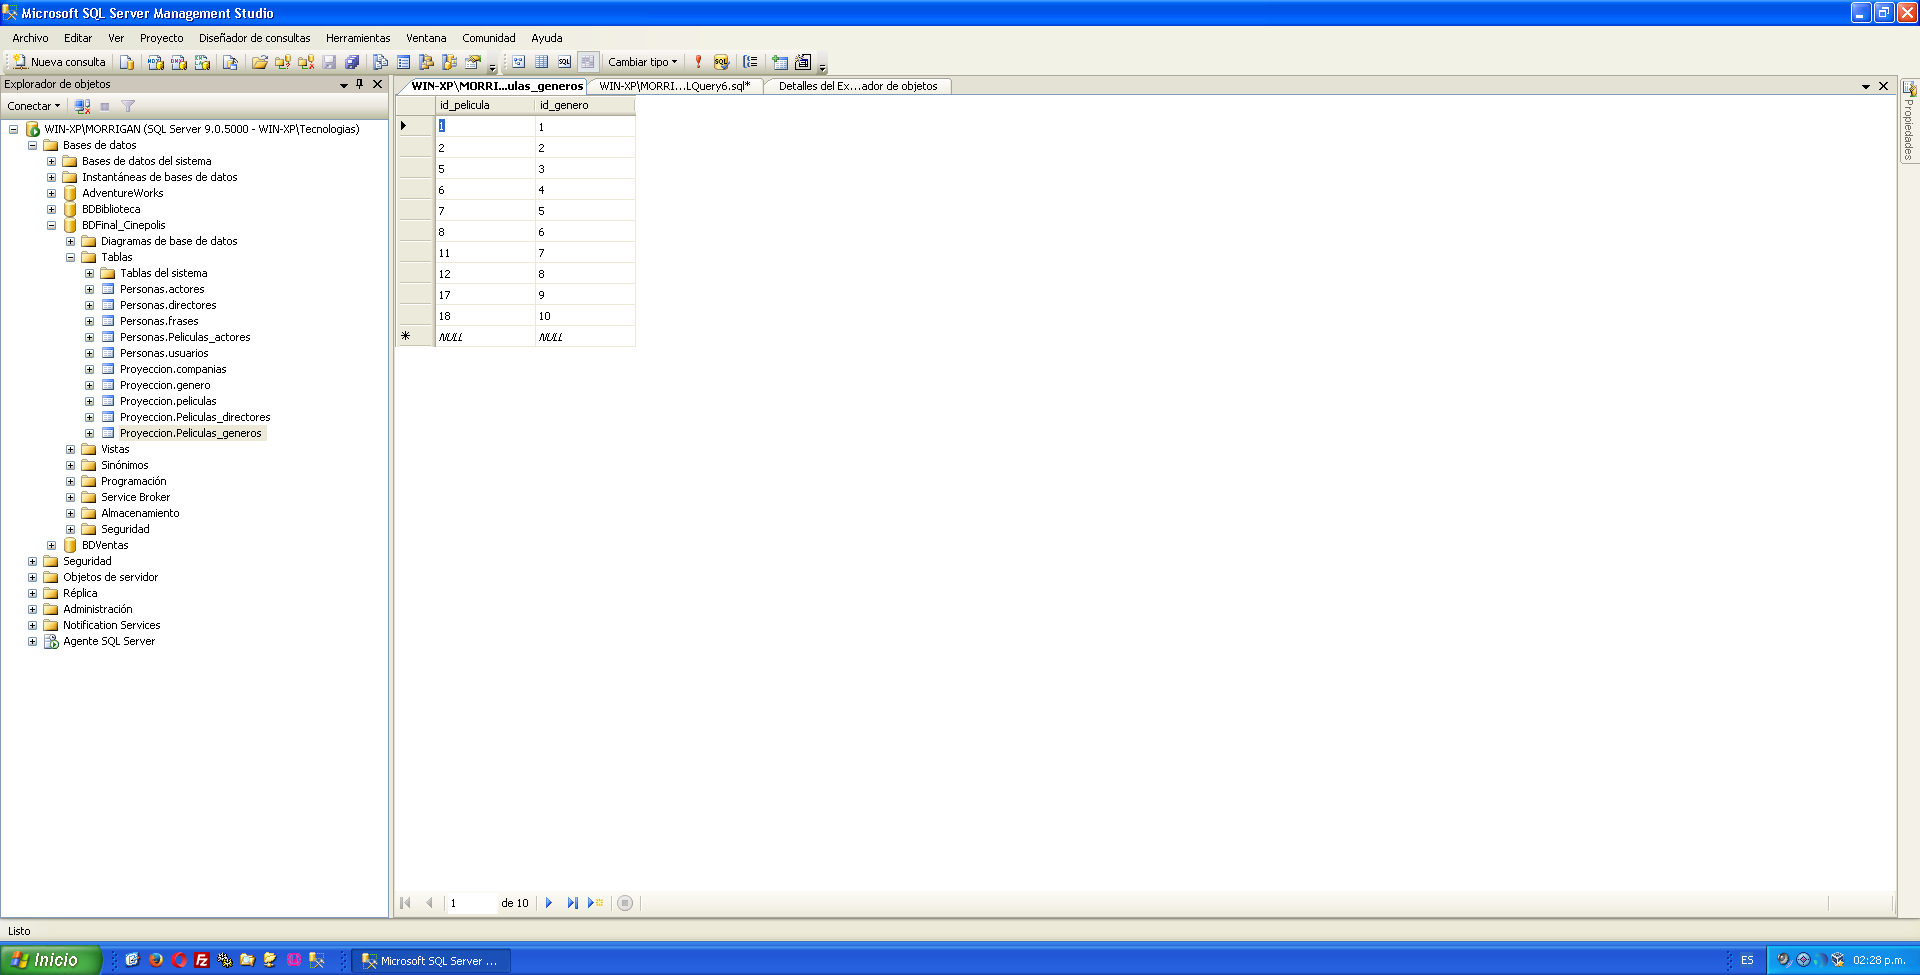 Microsoft SQL Server Management Studio
Archivo Editar Ver Proyecto Diseñador de consultas Herramientas Ventana Comunidad Ayuda
Nueva consulta Cambiar tipo
Explorador de objetos
WIN-XP\MORRI...ulas_generos WIN-XP\MORRI...LQuery6.sql* Detalles del Ex...ador de objetos
Conectar
WIN-XP\MORRIGAN (SQL Server 9.0.5000 - WIN-XP\Tecnologias)
Bases de datos
Bases de datos del sistema
Instantáneas de bases de datos
AdventureWorks
BDBiblioteca
BDFinal_Cinepolis
Diagramas de base de datos
Tablas
Tablas del sistema
Personas.actores
Personas.directores
Personas.frases
Personas.Peliculas_actores
Personas.usuarios
Proyeccion.companias
Proyeccion.genero
Proyeccion.peliculas
Proyeccion.Peliculas_directores
Proyeccion.Peliculas_generos
Vistas
Sinónimos
Programación
Service Broker
Almacenamiento
Seguridad
BDVentas
Seguridad
Objetos de servidor
Réplica
Administración
Notification Services
Agente SQL Server
id_pelicula id_genero
1 1
2 2
5 3
6 4
7 5
8 6
11 7
12 8
17 9
18 10
NULL NULL
1 de 10
Propiedades
Listo
Inicio Microsoft SQL Server ... ES 02:28 p.m.